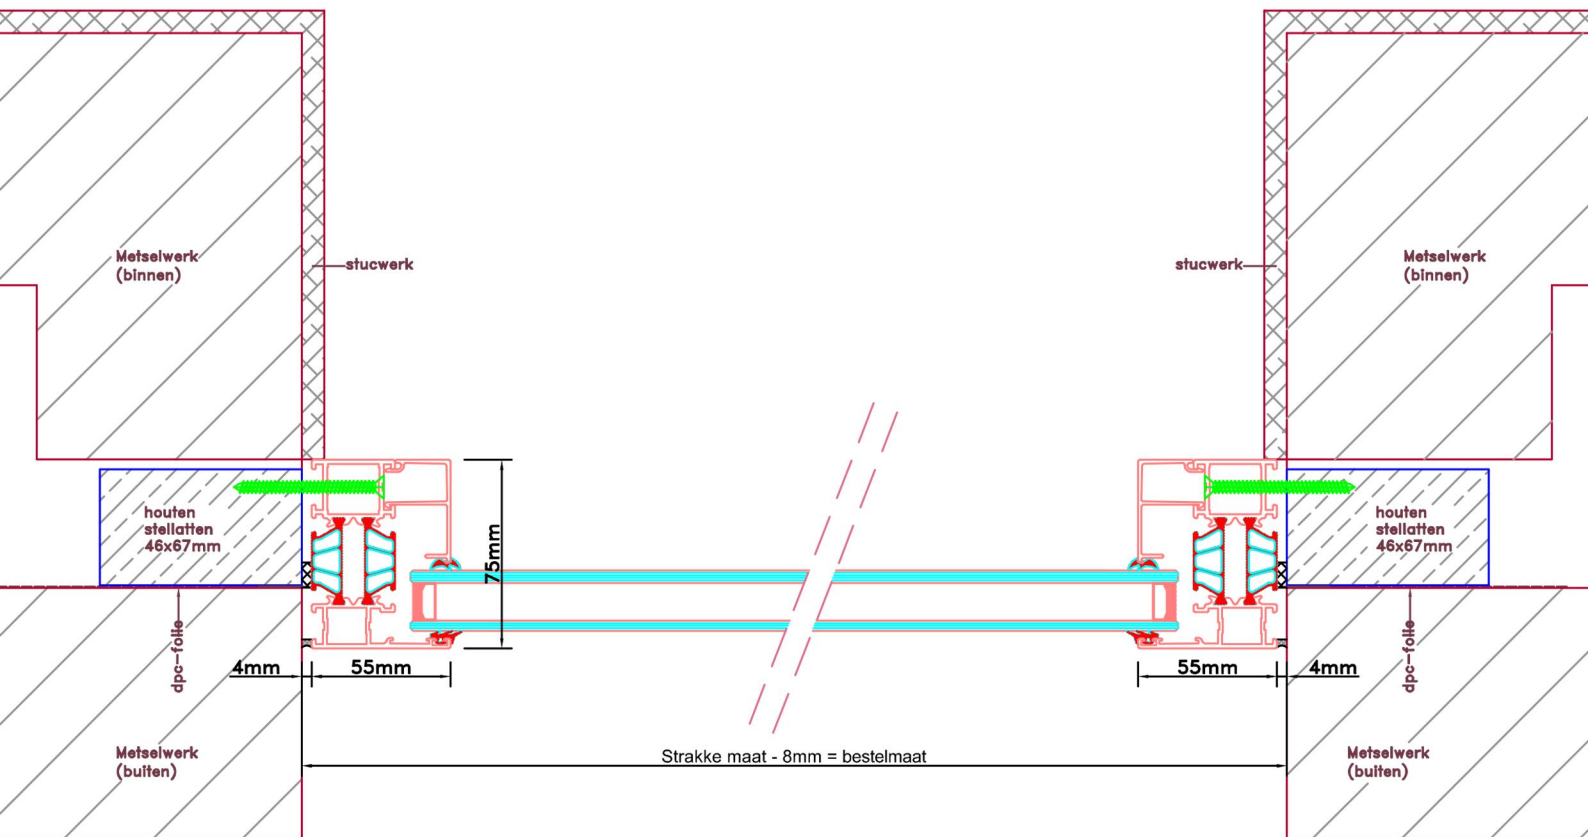 Metselwerk
(binnen)
stucwerk
stucwerk
Metselwerk
(binnen)
houten
stellatten
46x67mm
75mm
houten
stellatten
46x67mm
dpc-folie
4mm
55mm
55mm
4mm
dpc-folie
Metselwerk
(buiten)
Strakke maat - 8mm = bestelmaat
Metselwerk
(buiten)